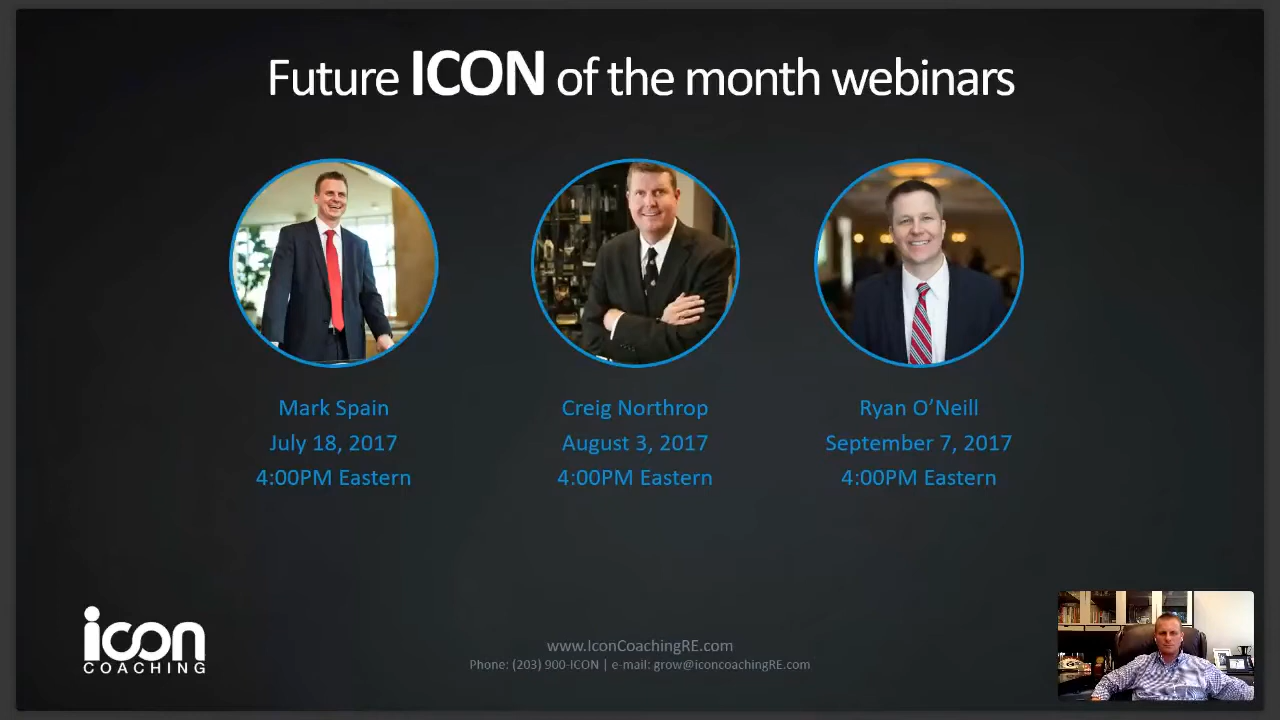 Future ICON of the month webinars
Mark Spain
July 18, 2017
4:00PM Eastern
Creig Northrop
August 3, 2017
4:00PM Eastern
Ryan O’Neill
September 7, 2017
4:00PM Eastern
icon
COACHING
www.IconCoachingRE.com
Phone: (203) 900-ICON | e-mail: grow@iconcoachingRE.com